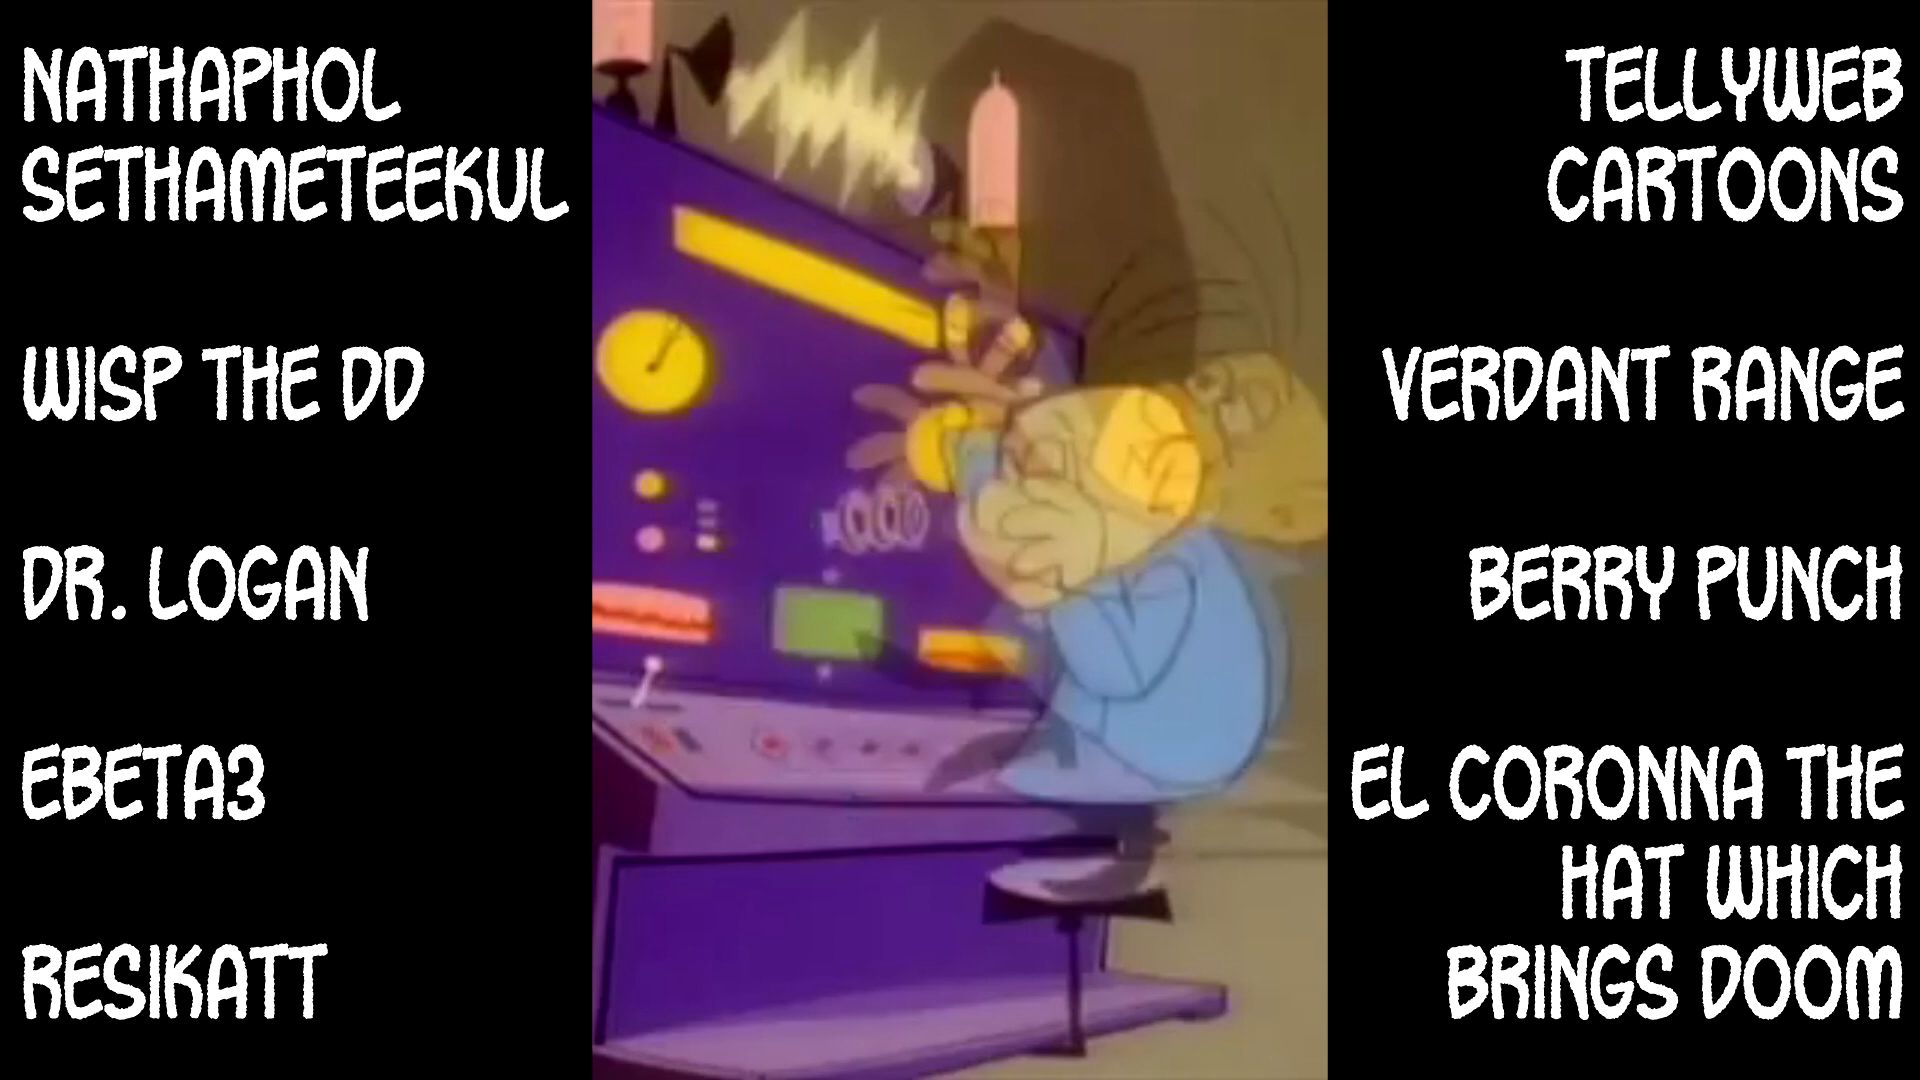 NATHAPHOL
SETHAMETEEKUL
WISP THE DD
DR. LOGAN
EBETA3
RESIKATT
TELLYWEB
CARTOONS
VERDANT RANGE
BERRY PUNCH
EL CORONNA THE
HAT WHICH
BRINGS DOOM